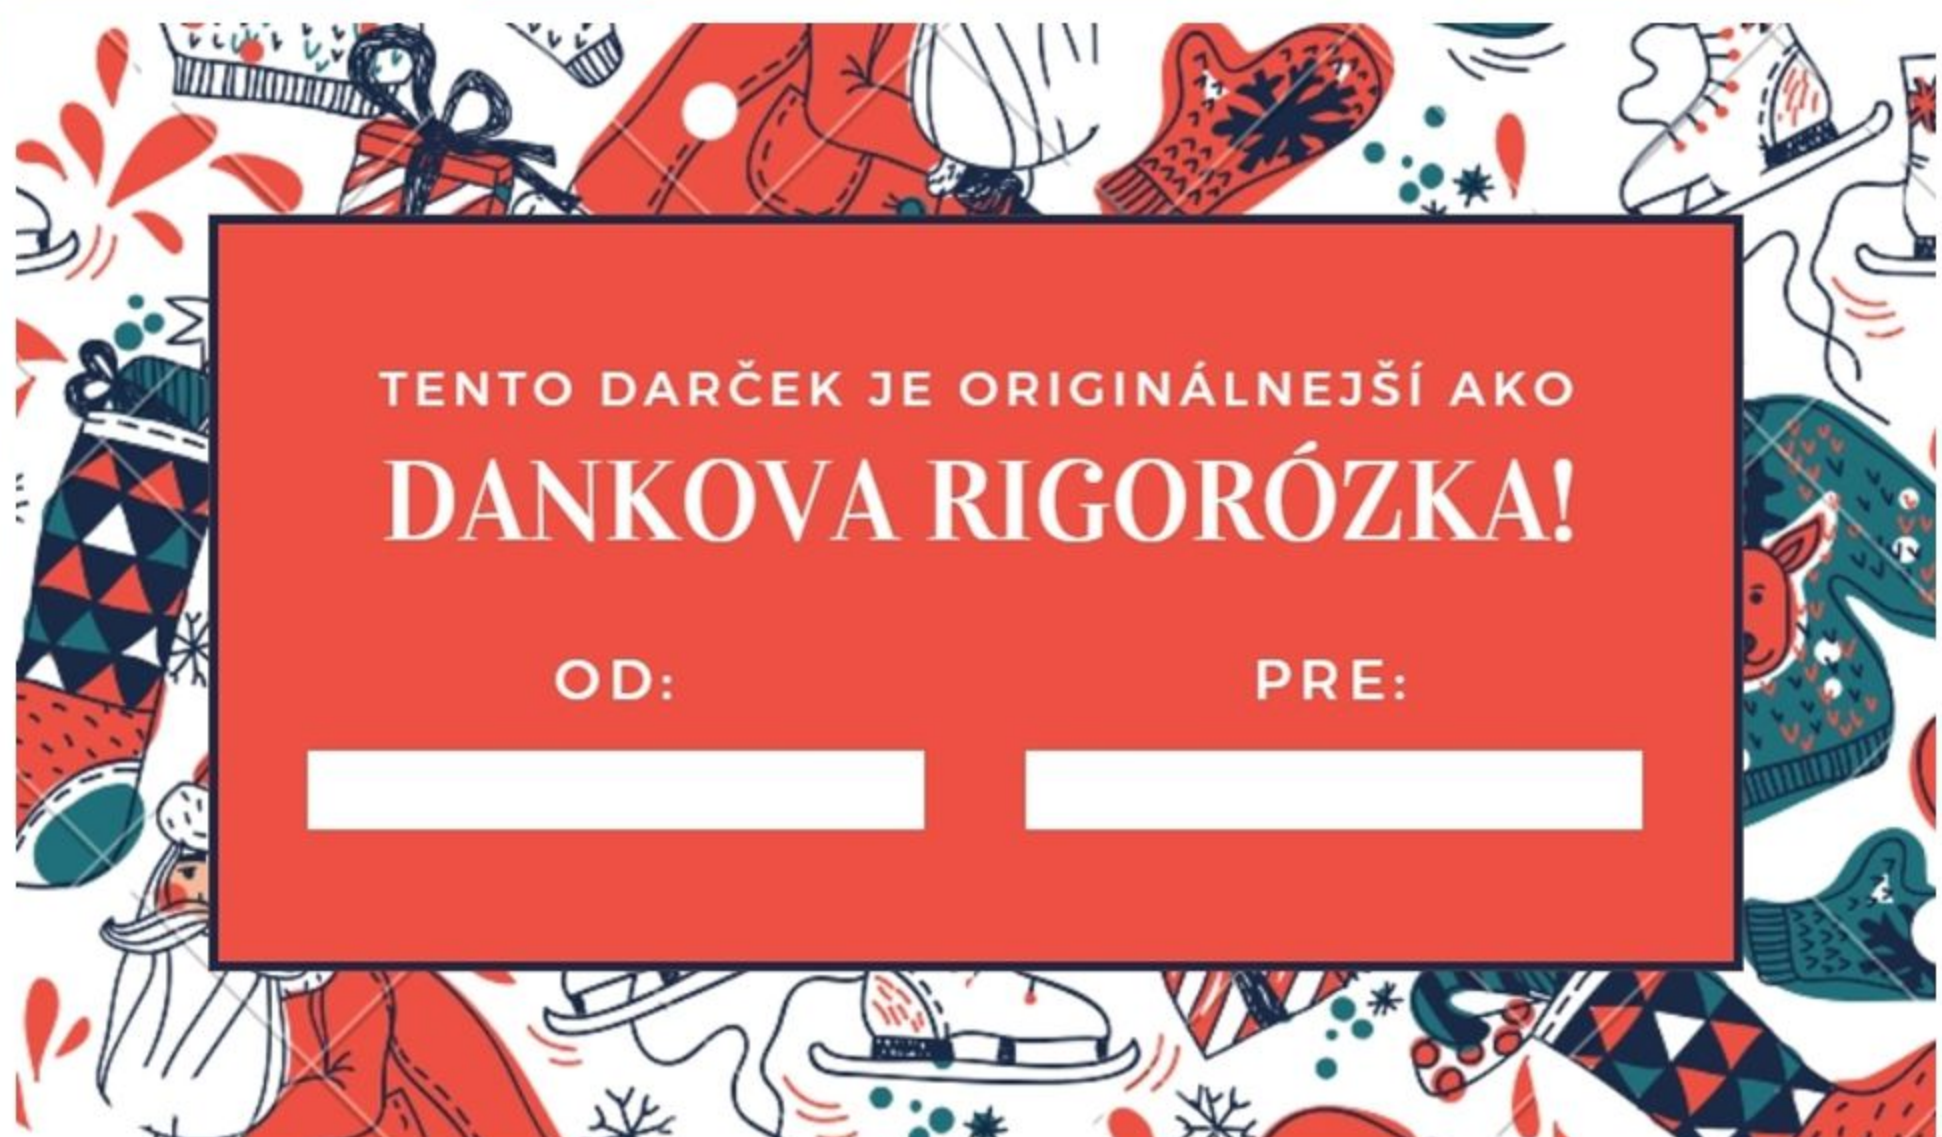 TENTO DARČEK JE ORIGINÁLNEJŠÍ AKO
DANKOVA RIGORÓZKA!
OD:
PRE: